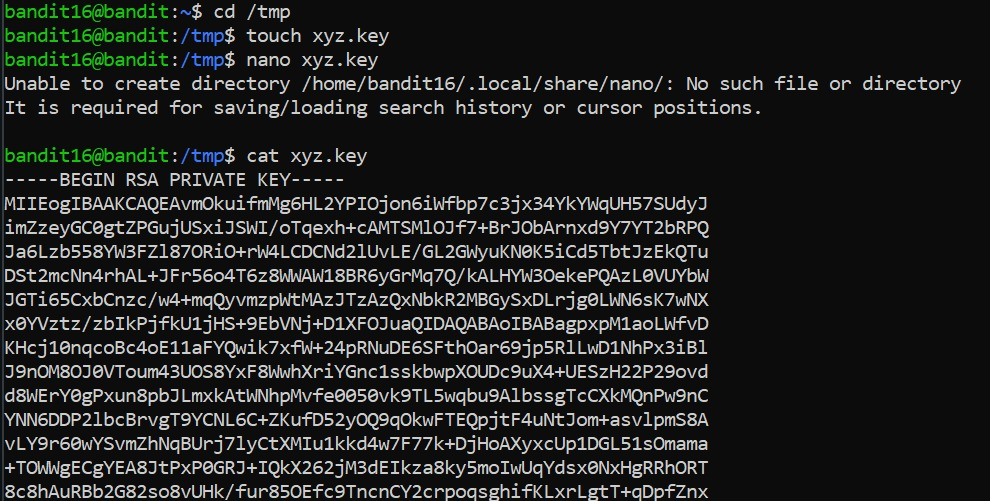 bandit16@bandit:~$ cd /tmp
bandit16@bandit:/tmp$ touch xyz.key
bandit16@bandit:/tmp$ nano xyz.key
Unable to create directory /home/bandit16/.local/share/nano/: No such file or directory
It is required for saving/loading search history or cursor positions.

bandit16@bandit:/tmp$ cat xyz.key
-----BEGIN RSA PRIVATE KEY-----
MIIEogIBAAKCAQEAvmOkuifmMg6HL2YPIOjon6iWfbp7c3jx34YkYWqUH57SUdyJ
imZzeyGC0gtZPGujUSxiJSWI/oTqexh+cAMTSMlOJf7+BrJObArnxd9Y7YT2bRPQ
Ja6Lzb558YW3FZl87ORiO+rW4LCDCNd2lUvLE/GL2GWyuKN0K5iCd5TbtJzEkQTu
DSt2mcNn4rhAL+JFr56o4T6z8WWAW18BR6yGrMq7Q/kALHYW3OekePQAzL0VUYbW
JGTi65CxbCnzc/w4+mqQyvmzpWtMAzJTzAzQxNbkR2MBGySxDLrjg0LWN6sK7wNX
x0YVztz/zbIkPjfkU1jHS+9EbVNj+D1XFOJuaQIDAQABAoIBABagpxpM1aoLWfvD
KHcj10nqcoBc4oE11aFYQwik7xfW+24pRNuDE6SFthOar69jp5RlLwD1NhPx3iBl
J9nOM8OJ0VToum43UOS8YxF8WwhXriYGnc1sskbwpXOUDc9uX4+UESzH22P29ovd
d8WErY0gPxun8pbJLmxkAtWNhpMvfe0050vk9TL5wqbu9AlbssgTcCXkMQnPw9nC
YNN6DDP2lbcBrvgT9YCNL6C+ZKufD52yOQ9qOkwFTEQpjtF4uNtJom+asvlpmS8A
vLY9r60wYSvmZhNqBUrj7lyCtXMIu1kkd4w7F77k+DjHoAXyxcUp1DGL51sOmama
+TOWWgECgYEA8JtPxP0GRJ+IQkX262jM3dEIkza8ky5moIwUqYdsx0NxHgRRhORT
8c8hAuRBb2G82so8vUHk/fur85OEfc9TncnCY2crpoqsghifKLxrLgtT+qDpfZnx